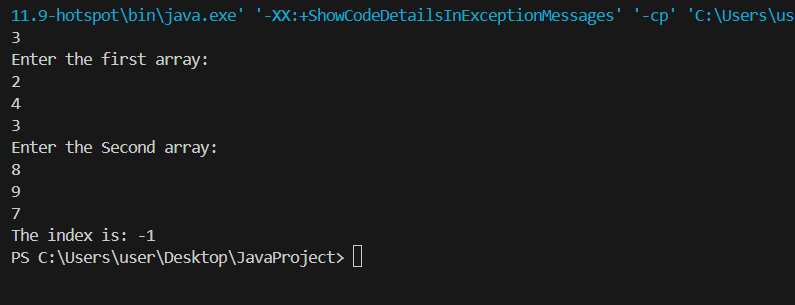 11.9-hotspot\bin\java.exe' '-XX:+ShowCodeDetailsInExceptionMessages' '-cp' 'C:\Users\us
3
Enter the first array:
2
4
3
Enter the Second array:
8
9
7
The index is: -1
PS C:\Users\user\Desktop\JavaProject>